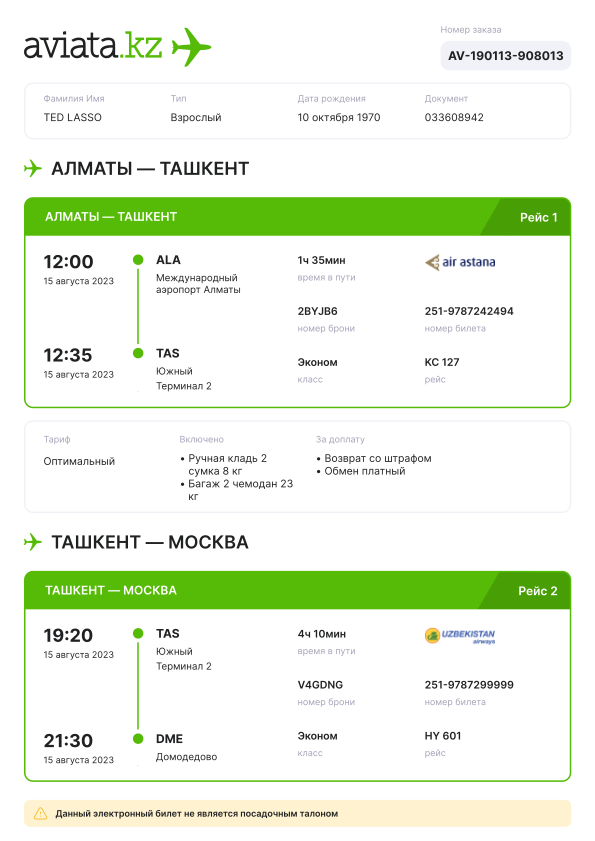 aviata.kz
Номер заказа
AV-190113-908013
Фамилия Имя
Тип
Дата рождения
Документ
TED LASSO
Взрослый
10 октября 1970
033608942
АЛМАТЫ — ТАШКЕНТ
АЛМАТЫ — ТАШКЕНТ
Рейс 1
12:00
15 августа 2023
ALA
Международный
аэропорт Алматы
1ч 35мин
время в пути
air astana
2BYJB6
номер брони
251-9787242494
номер билета
12:35
15 августа 2023
TAS
Южный
Терминал 2
Эконом
класс
KC 127
рейс
Тариф
Оптимальный
Включено
• Ручная кладь 2
сумка 8 кг
• Багаж 2 чемодан 23
кг
За доплату
• Возврат со штрафом
• Обмен платный
ТАШКЕНТ — МОСКВА
ТАШКЕНТ — МОСКВА
Рейс 2
19:20
15 августа 2023
TAS
Южный
Терминал 2
4ч 10мин
время в пути
UZBEKISTAN
airways
V4GDNG
номер брони
251-9787299999
номер билета
21:30
15 августа 2023
DME
Домодедово
Эконом
класс
HY 601
рейс
Данный электронный билет не является посадочным талоном